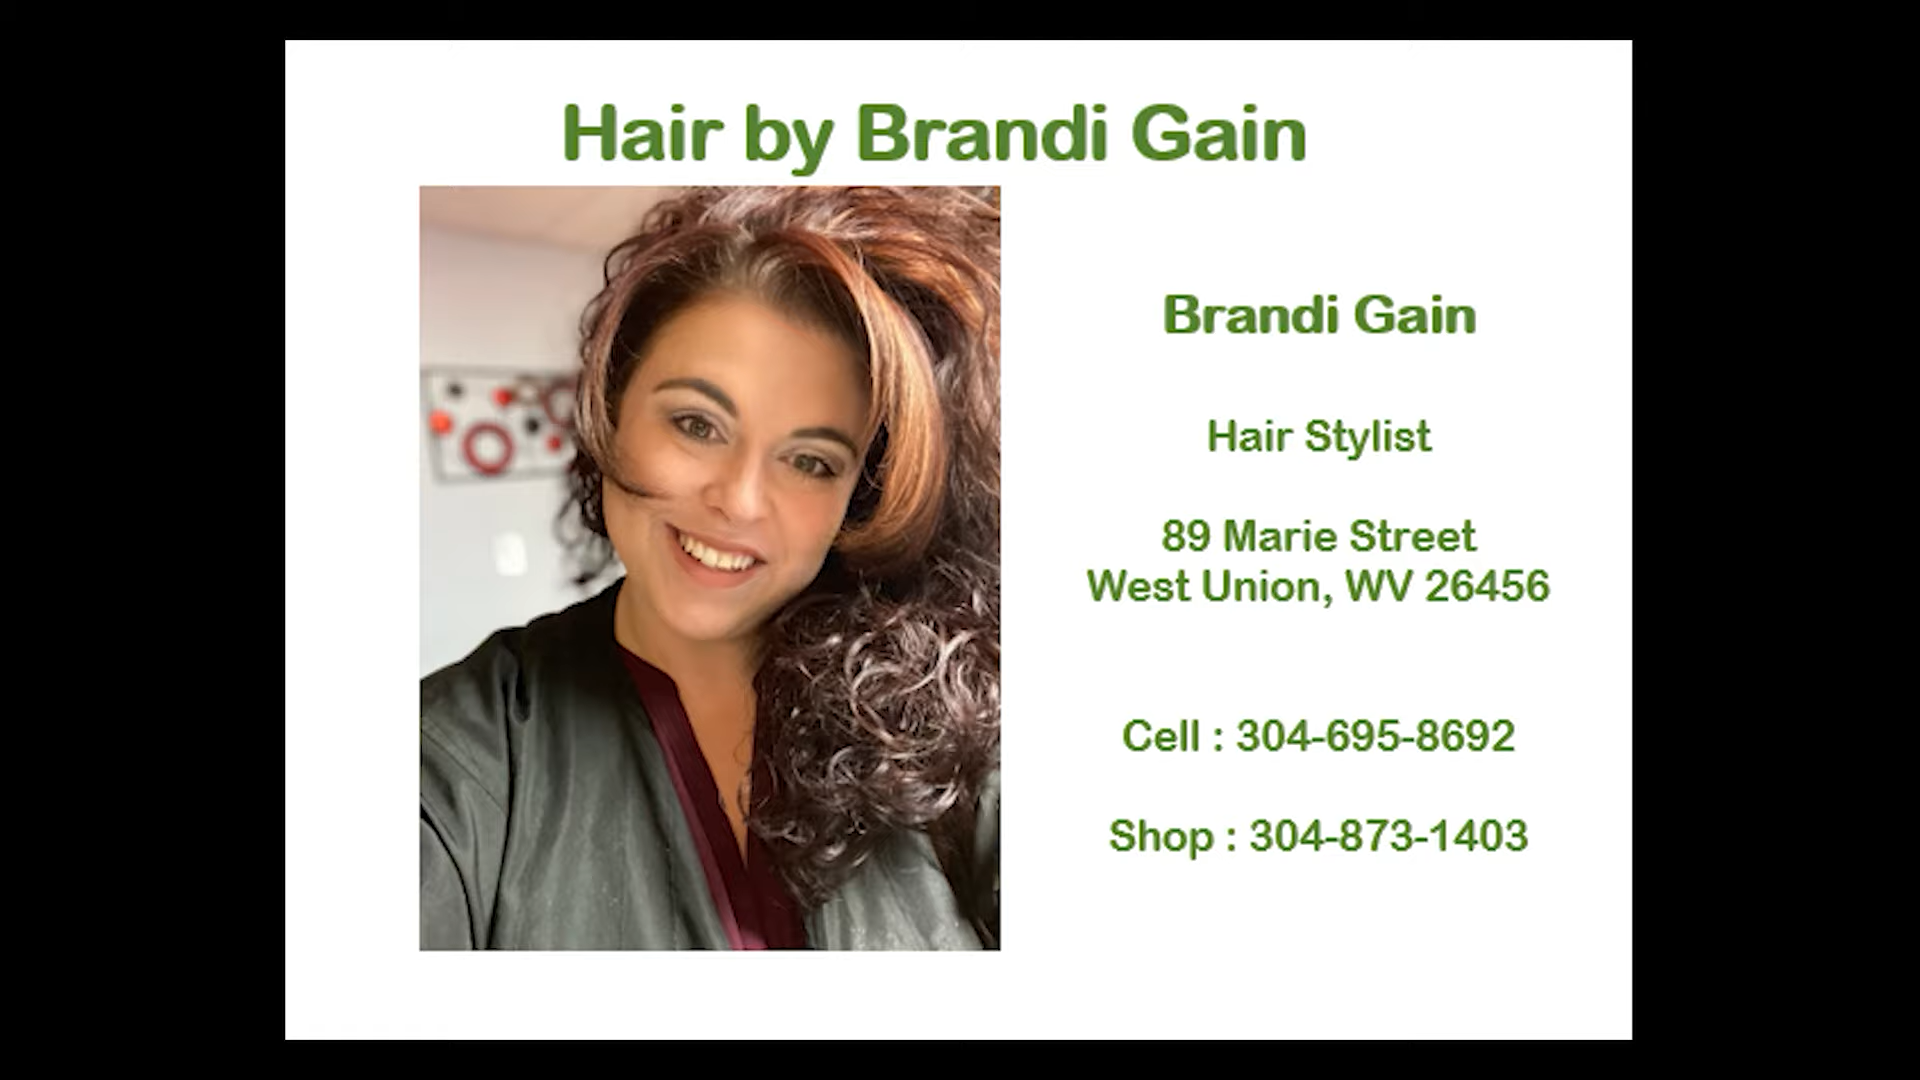 Hair by Brandi Gain
Brandi Gain
Hair Stylist
89 Marie Street
West Union, WV 26456
Cell : 304-695-8692
Shop : 304-873-1403